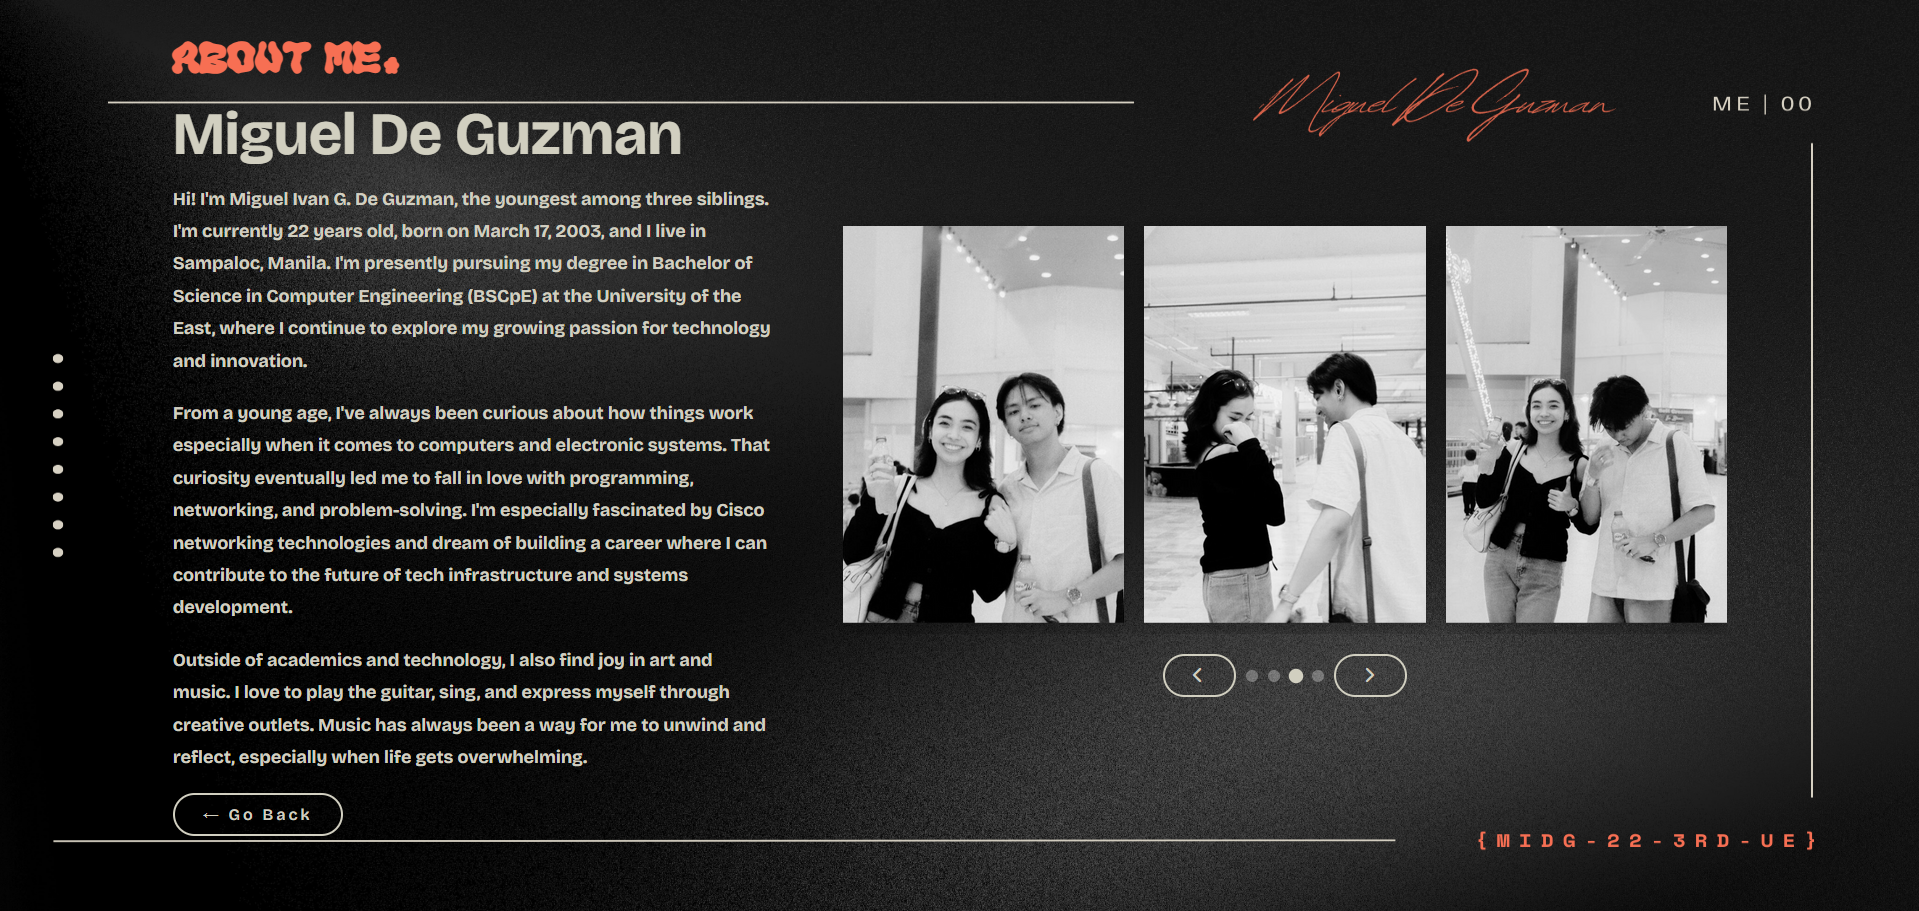 ABOUT ME.
Miguel De Guzman
ME | 00
Miguel De Guzman
Hi! I'm Miguel Ivan G. De Guzman, the youngest among three siblings.
I'm currently 22 years old, born on March 17, 2003, and I live in
Sampaloc, Manila. I'm presently pursuing my degree in Bachelor of
Science in Computer Engineering (BSCpE) at the University of the
East, where I continue to explore my growing passion for technology
and innovation.
From a young age, I've always been curious about how things work
especially when it comes to computers and electronic systems. That
curiosity eventually led me to fall in love with programming,
networking, and problem-solving. I'm especially fascinated by Cisco
networking technologies and dream of building a career where I can
contribute to the future of tech infrastructure and systems
development.
Outside of academics and technology, I also find joy in art and
music. I love to play the guitar, sing, and express myself through
creative outlets. Music has always been a way for me to unwind and
reflect, especially when life gets overwhelming.
← Go Back
{MIDG-22-3RD-UE}